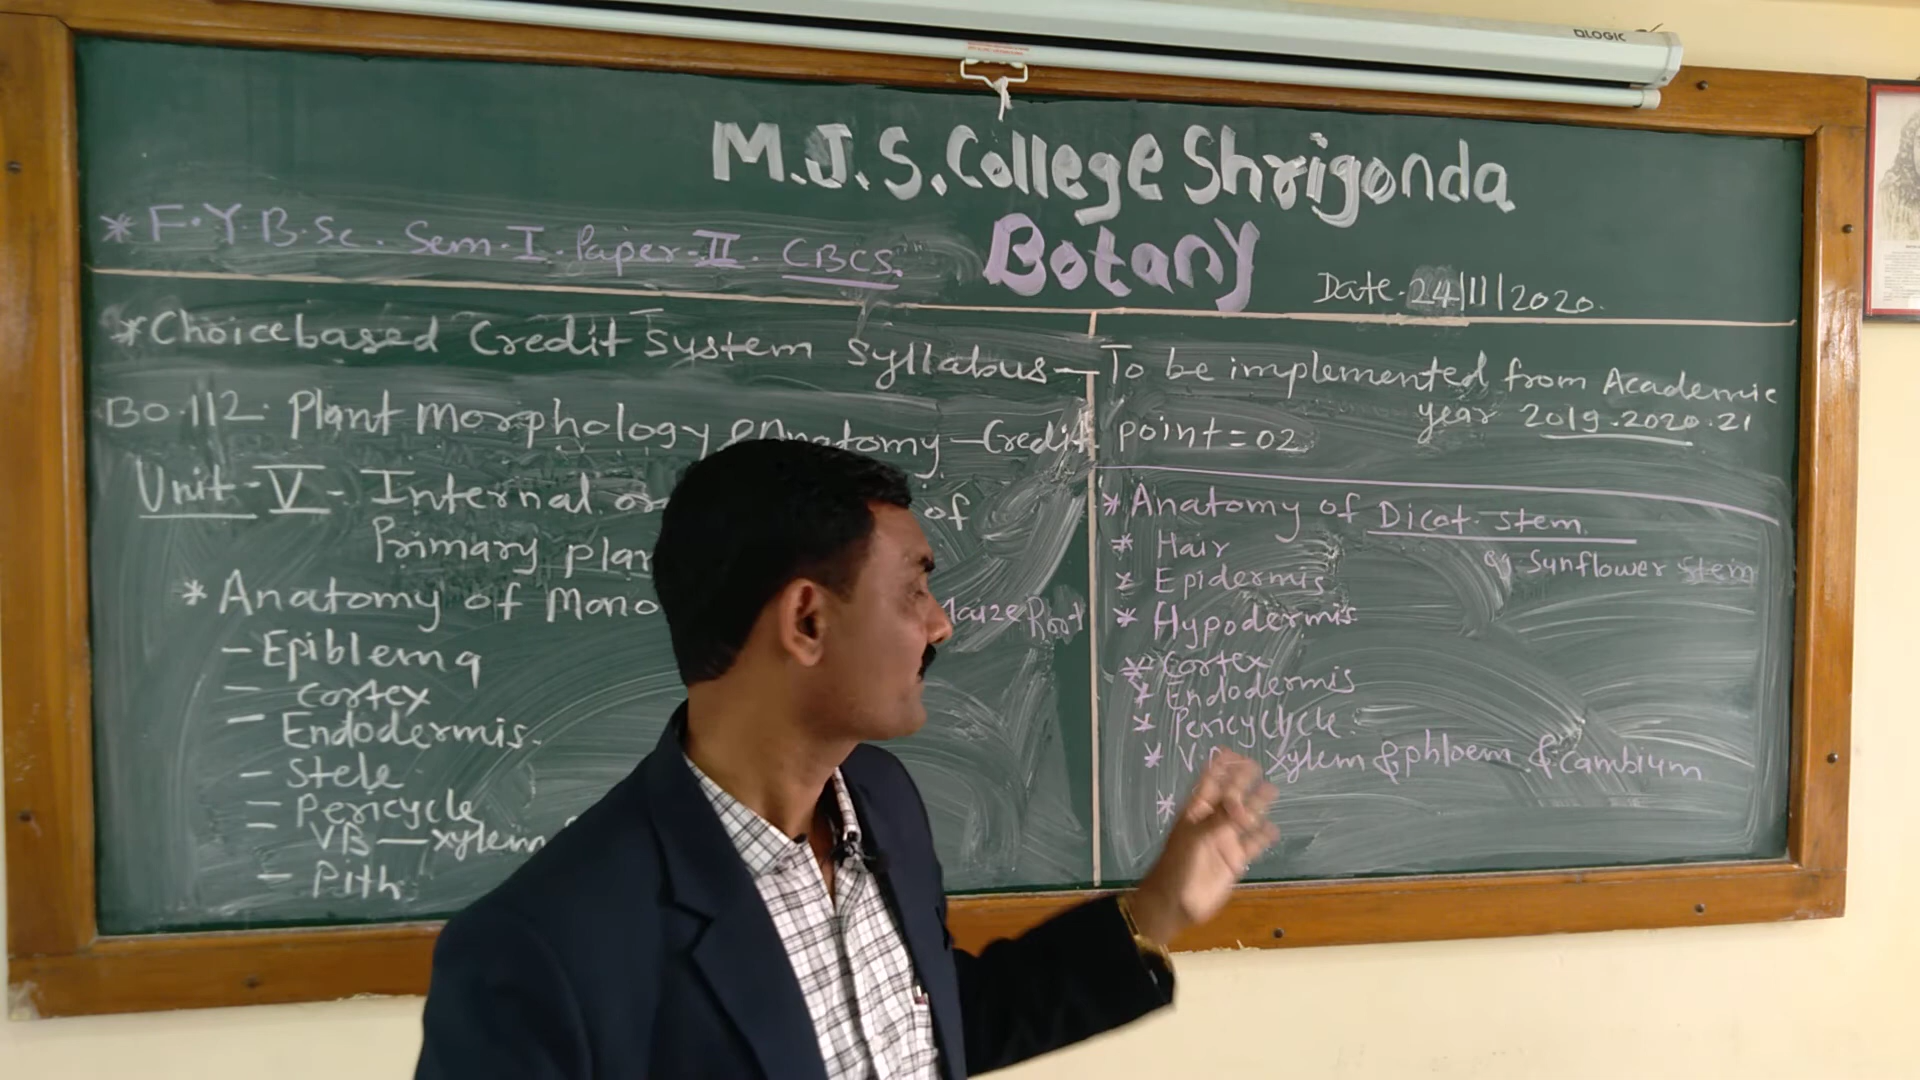 QLOGIC
M.J.S. College Shrigonda
Botany
* F.Y.B.Sc. Sem-I. Paper-II. CBCS.
Date. 24/11/2020.
* Choicebased Credit System Syllabus — To be implemented from Academic
year 2019.2020.21
BO.112. Plant Morphology & Anatomy — Credit point = 02
Unit-V - Internal of
Primary
* Anatomy of Mono Maize Root
- Epiblema
- Cortex
- Endodermis.
- Stele
- Pericycle
- VB — xylem
- Pith
* Anatomy of Dicot. stem.
eg. Sunflower Stem
* Hair
* Epidermis
* Hypodermis
* Cortex
* Endodermis
* Pericyclcle.
* xylem & phloem & cambium
*